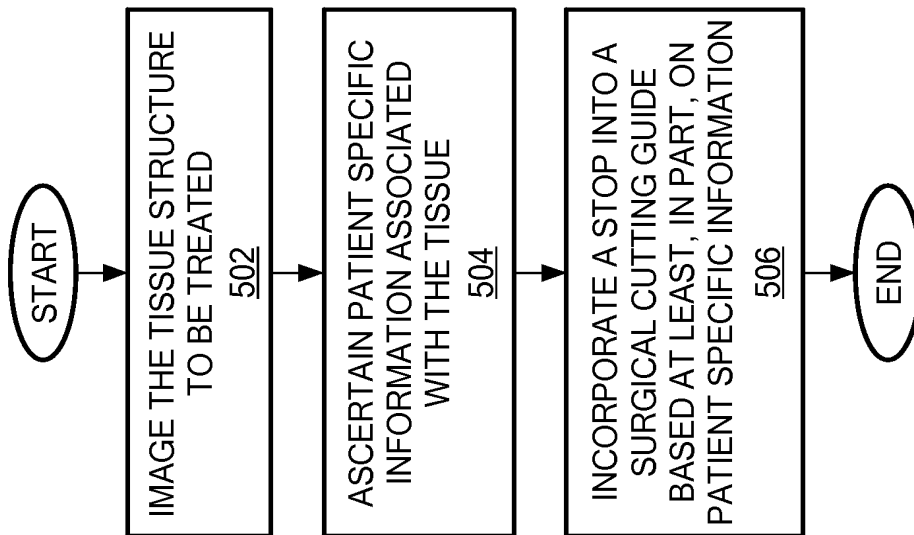 START
IMAGE THE TISSUE STRUCTURE
TO BE TREATED
502
ASCERTAIN PATIENT SPECIFIC
INFORMATION ASSOCIATED
WITH THE TISSUE
504
INCORPORATE A STOP INTO A
SURGICAL CUTTING GUIDE
BASED AT LEAST, IN PART, ON
PATIENT SPECIFIC INFORMATION
506
END